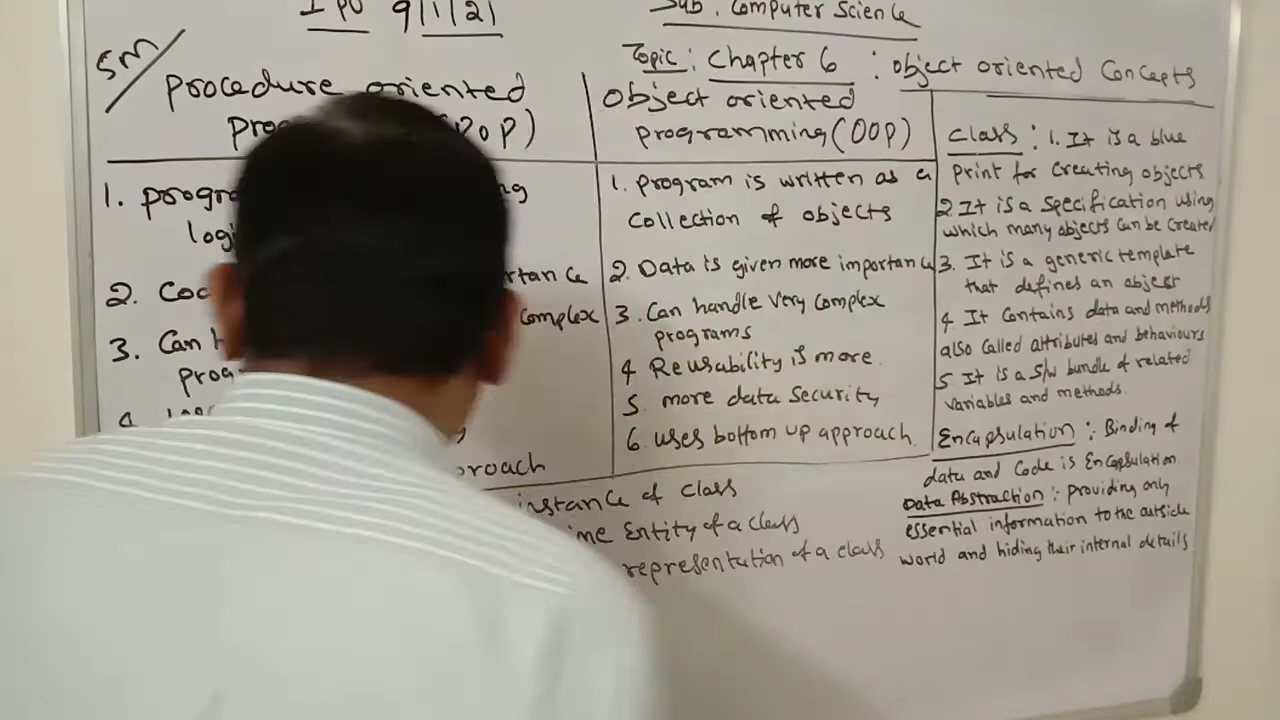 9/1/21
Sub. Computer Science
SM
Topic: Chapter 6 : object oriented Concepts
procedure oriented
POP)
object oriented
programming(OOP)
1.
2.
importance
complex
3. Can
4
approach
1. program is written as a
Collection of objects
2. Data is given more importanc
3. Can handle very complex
programs
4 Reusability is more
5. more data security
6. uses bottom up approach
Class : 1. It is a blue
print for creating objects
2. It is a specification using
which many objects can be created
3. It is a generic template
that defines an object
4 It contains data and methods
also called attributes and behaviours
5 It is a S/w bundle of related
variables and methods.
Encapsulation : Binding of
data and Code is Encapsulation
Data Abstraction : providing only
essential information to the outside
world and hiding their internal details
instance of class
Entity of a class
representation of a class